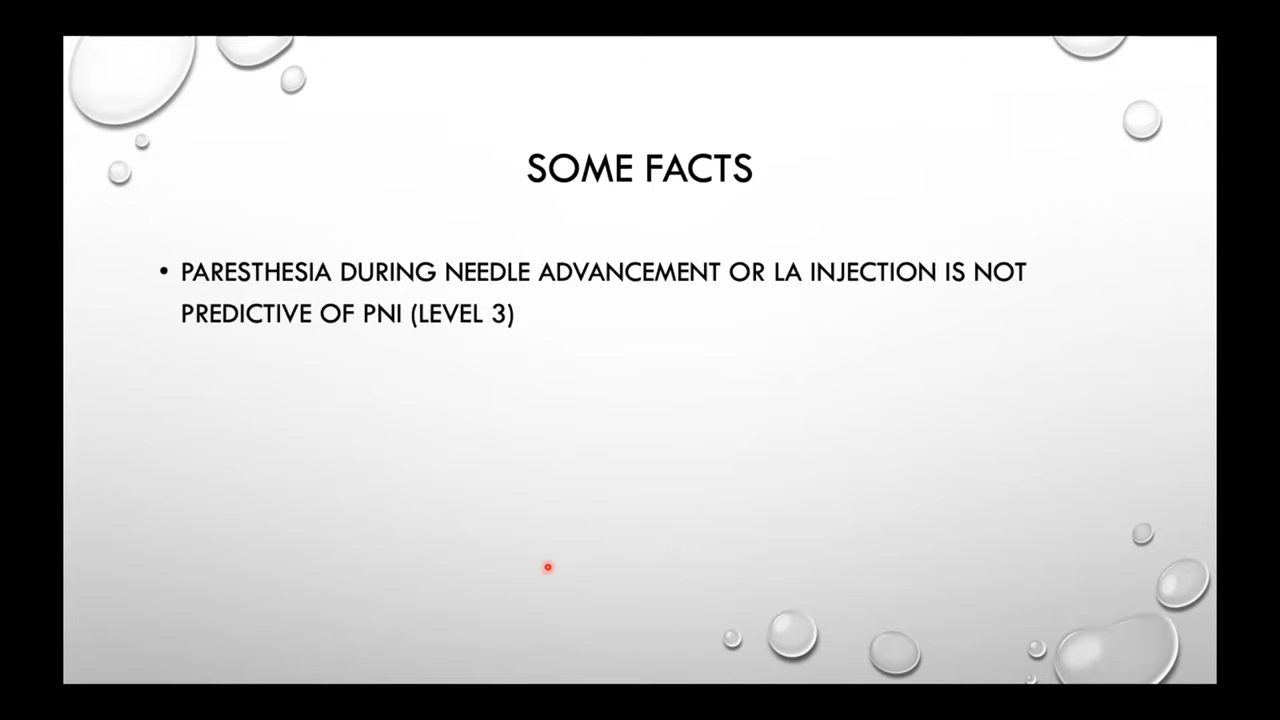 SOME FACTS
• PARESTHESIA DURING NEEDLE ADVANCEMENT OR LA INJECTION IS NOT
PREDICTIVE OF PNI (LEVEL 3)